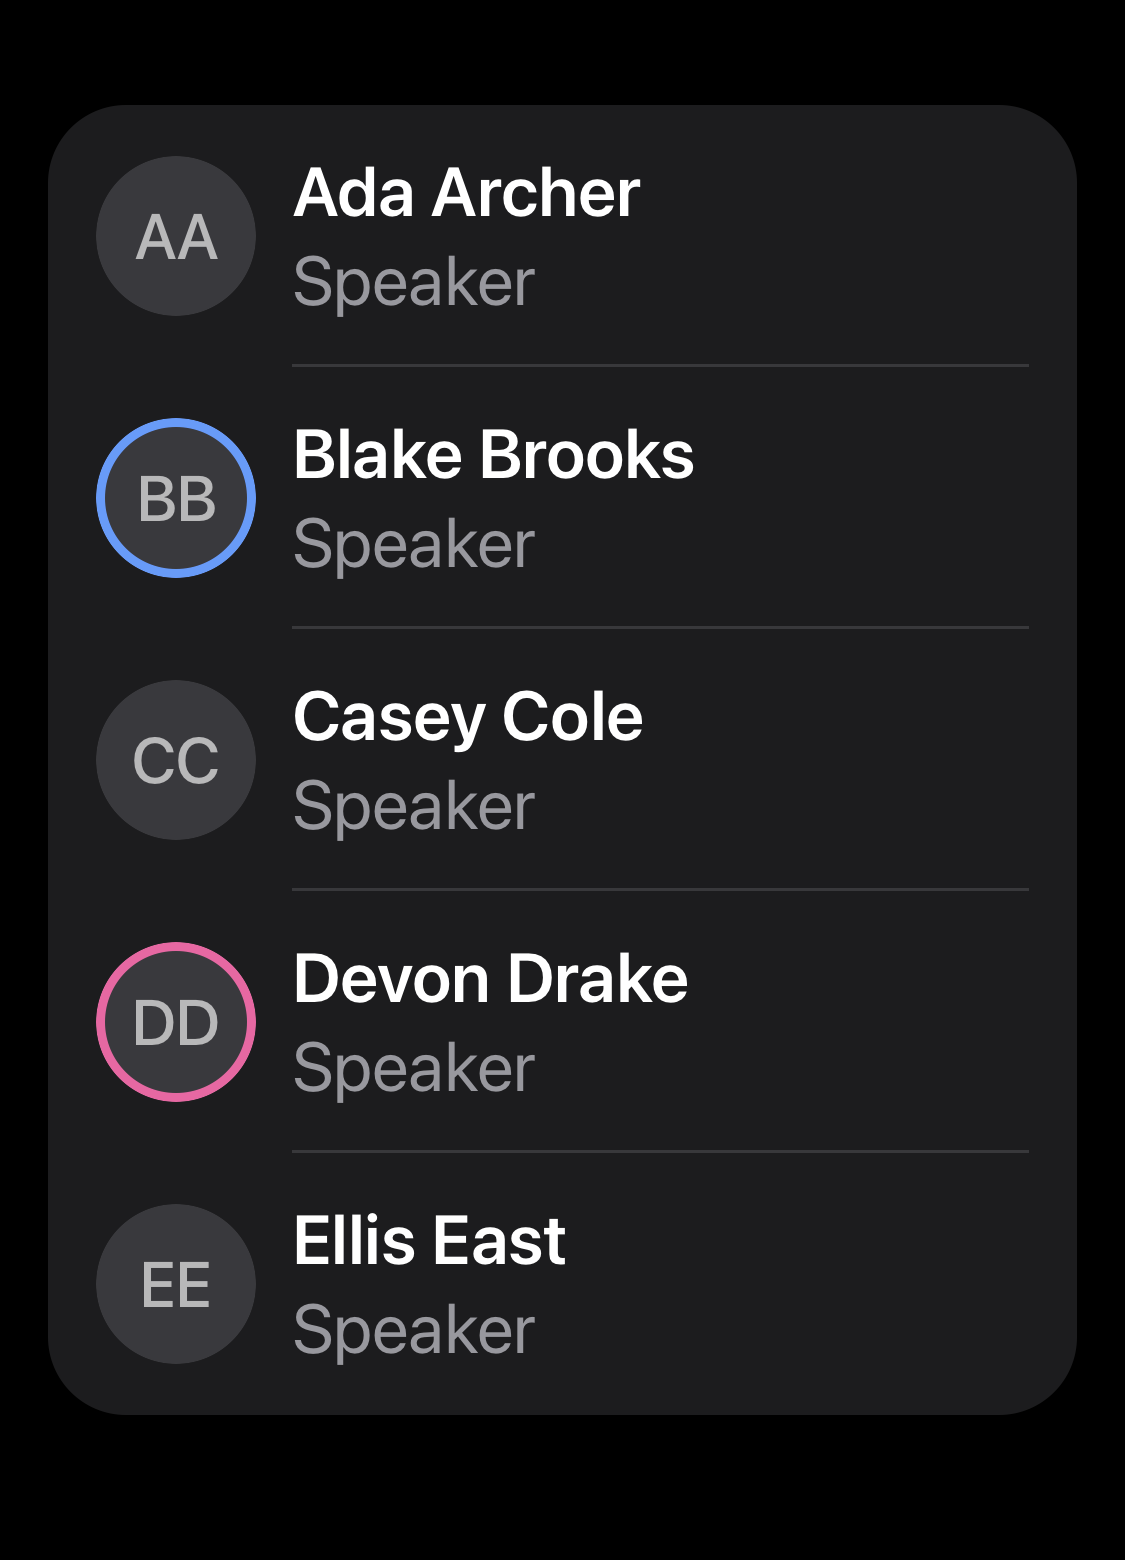 AA
Ada Archer
Speaker
BB
Blake Brooks
Speaker
CC
Casey Cole
Speaker
DD
Devon Drake
Speaker
EE
Ellis East
Speaker